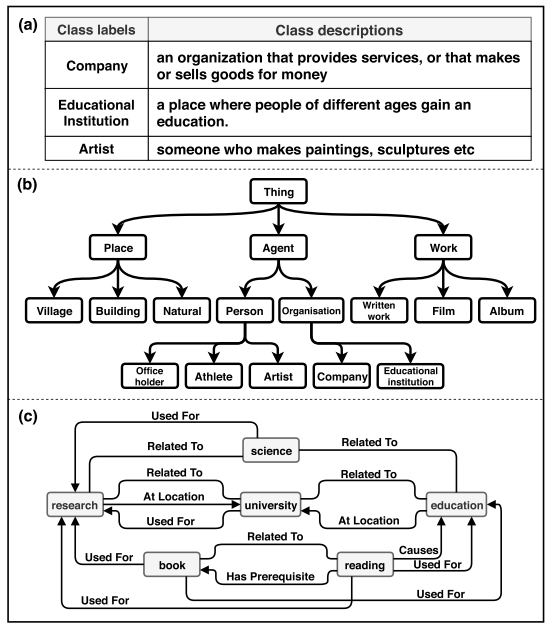 (a)
Class labels Class descriptions
Company
an organization that provides services, or that makes
or sells goods for money
Educational
Institution
a place where people of different ages gain an
education.
Artist someone who makes paintings, sculptures etc
(b)
Thing
Place Agent Work
Village Building Natural Person Organisation Written
work Film Album
Office
holder Athlete Artist Company Educational
institution
(c)
Used For
Related To science Related To
Related To Related To
research At Location university education
Used For At Location
Related To
Used For book reading Causes
Used For
Has Prerequisite
Used For Used For